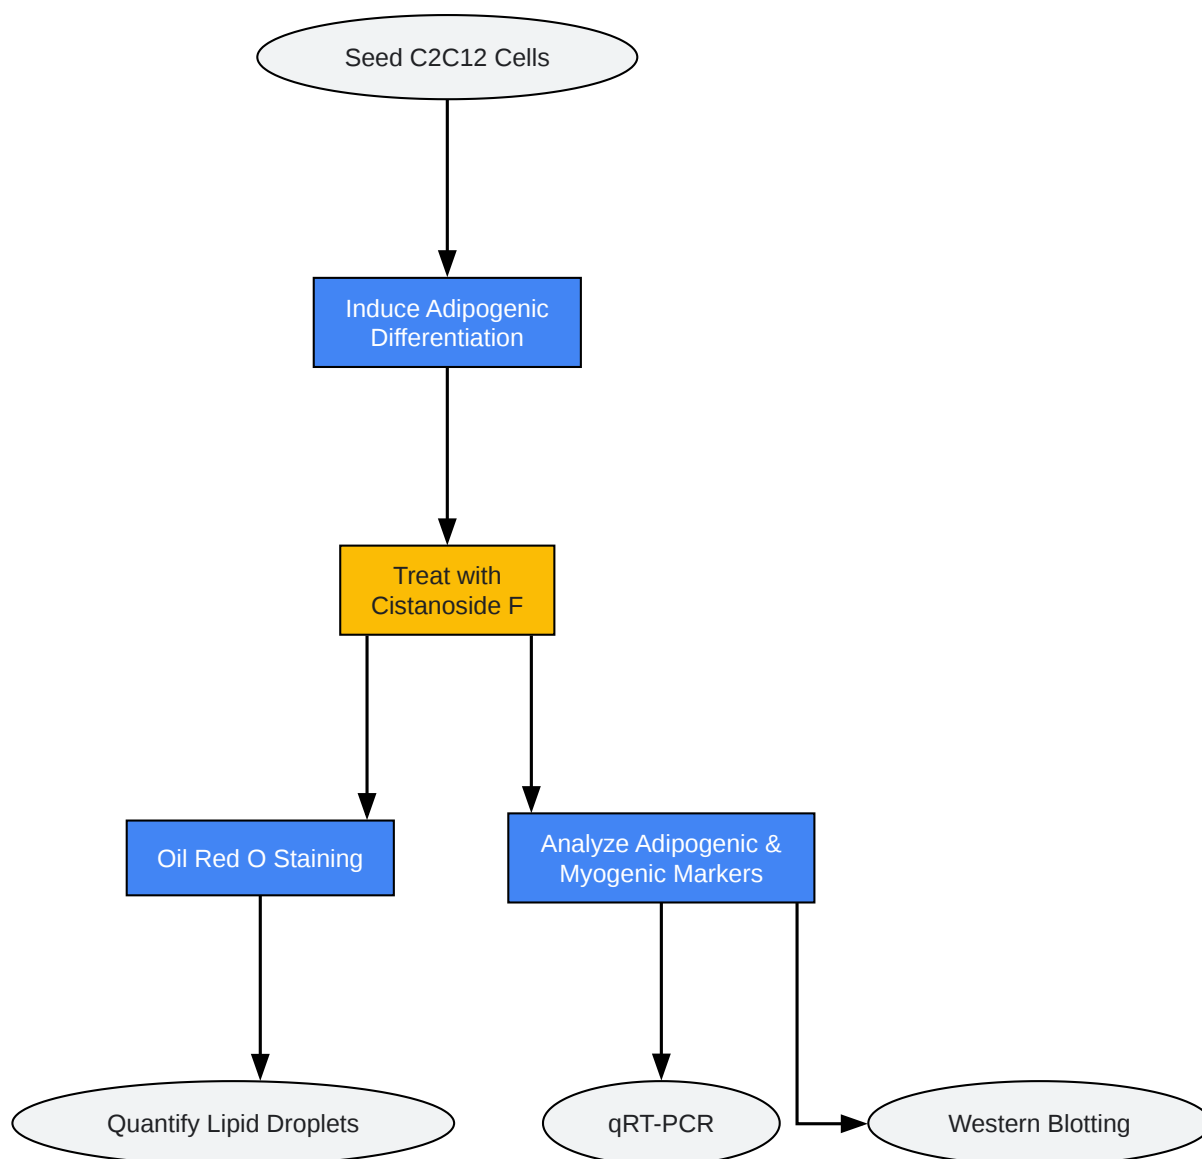 Seed C2C12 Cells
Induce Adipogenic
Differentiation
Treat with
Cistanoside F
Oil Red O Staining
Analyze Adipogenic &
Myogenic Markers
Quantify Lipid Droplets
qRT-PCR
Western Blotting